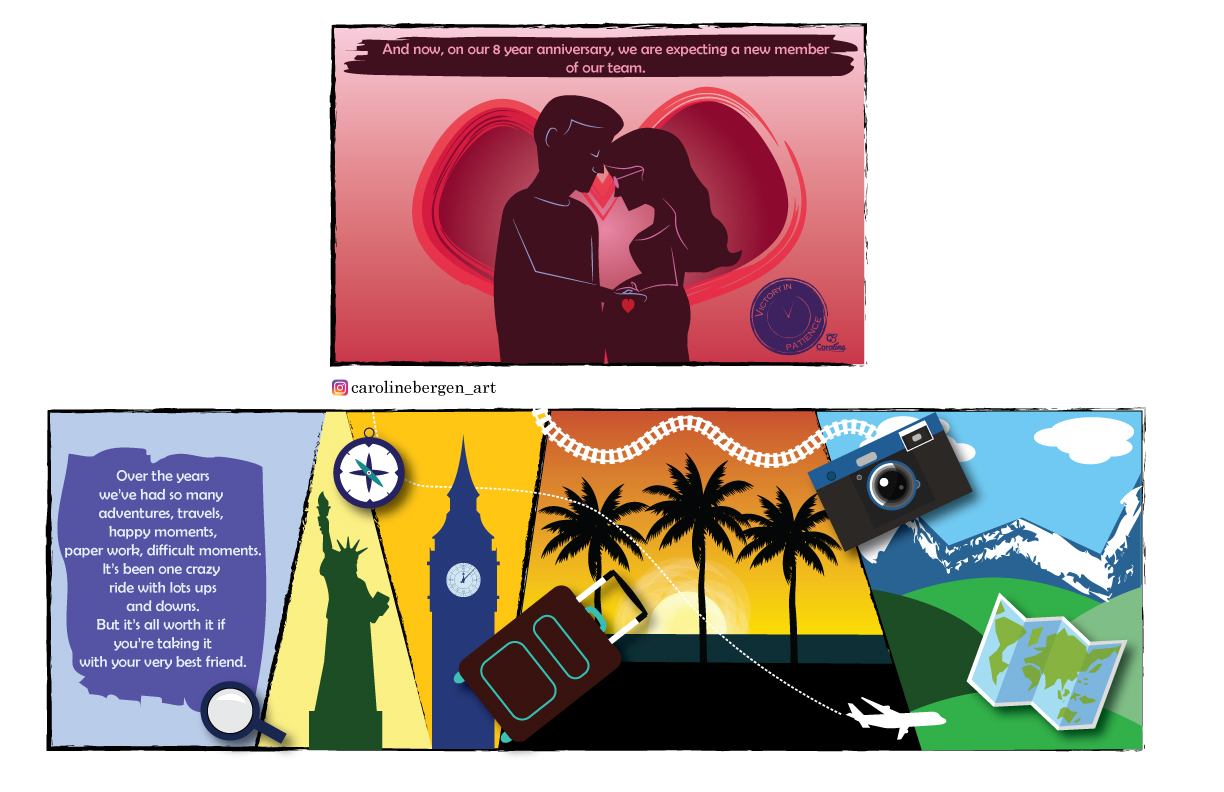 And now, on our 8 year anniversary, we are expecting a new member
of our team.
VICTORY IN
PATIENCE
Caroline
carolinebergen_art
Over the years
we've had so many
adventures, travels,
happy moments,
paper work, difficult moments.
It's been one crazy
ride with lots ups
and downs.
But it's all worth it if
you're taking it
with your very best friend.